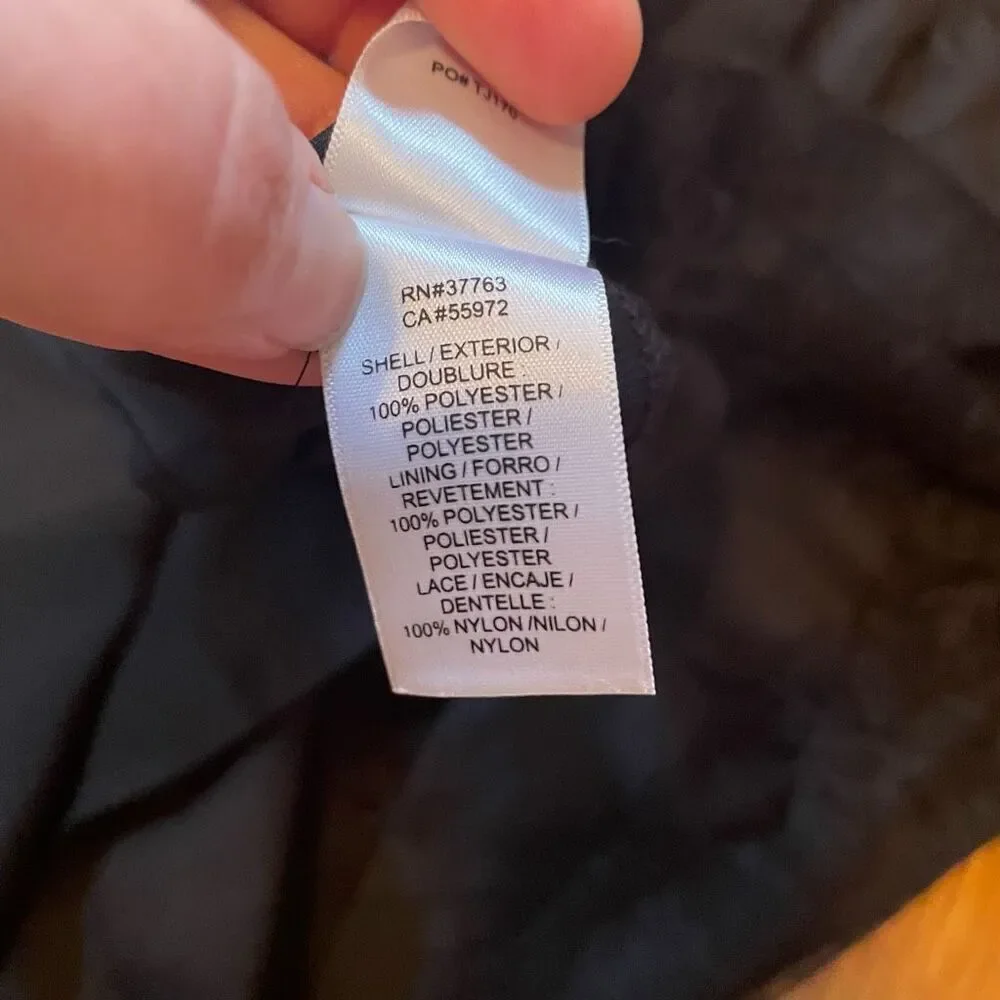 PO#
RN#37763
CA#55972
SHELL / EXTERIOR /
DOUBLURE :
100% POLYESTER /
POLIESTER /
POLYESTER
LINING / FORRO /
REVETEMENT :
100% POLYESTER /
POLIESTER /
POLYESTER
LACE / ENCAJE /
DENTELLE :
100% NYLON /NILON /
NYLON